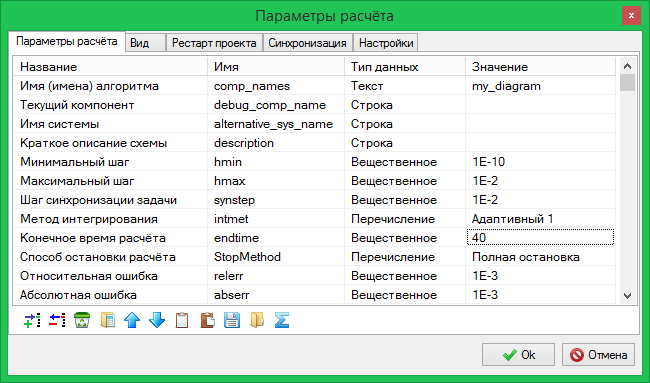 Параметры расчёта
x
Параметры расчёта Вид Рестарт проекта Синхронизация Настройки
Название Имя Тип данных Значение
Имя (имена) алгоритма comp_names Текст my_diagram
Текущий компонент debug_comp_name Строка
Имя системы alternative_sys_name Строка
Краткое описание схемы description Строка
Минимальный шаг hmin Вещественное 1E-10
Максимальный шаг hmax Вещественное 1E-2
Шаг синхронизации задачи synstep Вещественное 1E-2
Метод интегрирования intmet Перечисление Адаптивный 1
Конечное время расчёта endtime Вещественное 40
Способ остановки расчёта StopMethod Перечисление Полная остановка
Относительная ошибка relerr Вещественное 1E-3
Абсолютная ошибка abserr Вещественное 1E-3
Ok Отмена